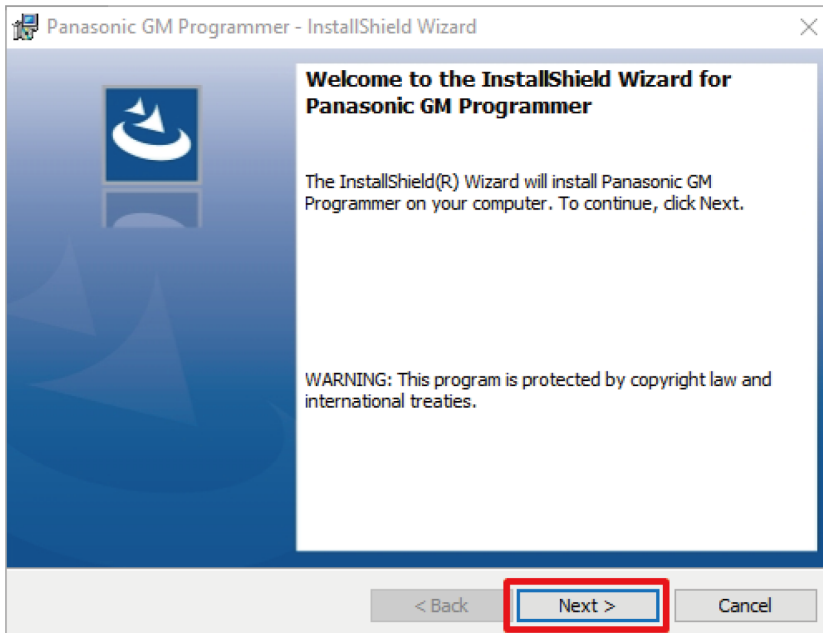 Panasonic GM Programmer - InstallShield Wizard
Welcome to the InstallShield Wizard for
Panasonic GM Programmer
The InstallShield(R) Wizard will install Panasonic GM
Programmer on your computer. To continue, click Next.
WARNING: This program is protected by copyright law and
international treaties.
< Back Next > Cancel